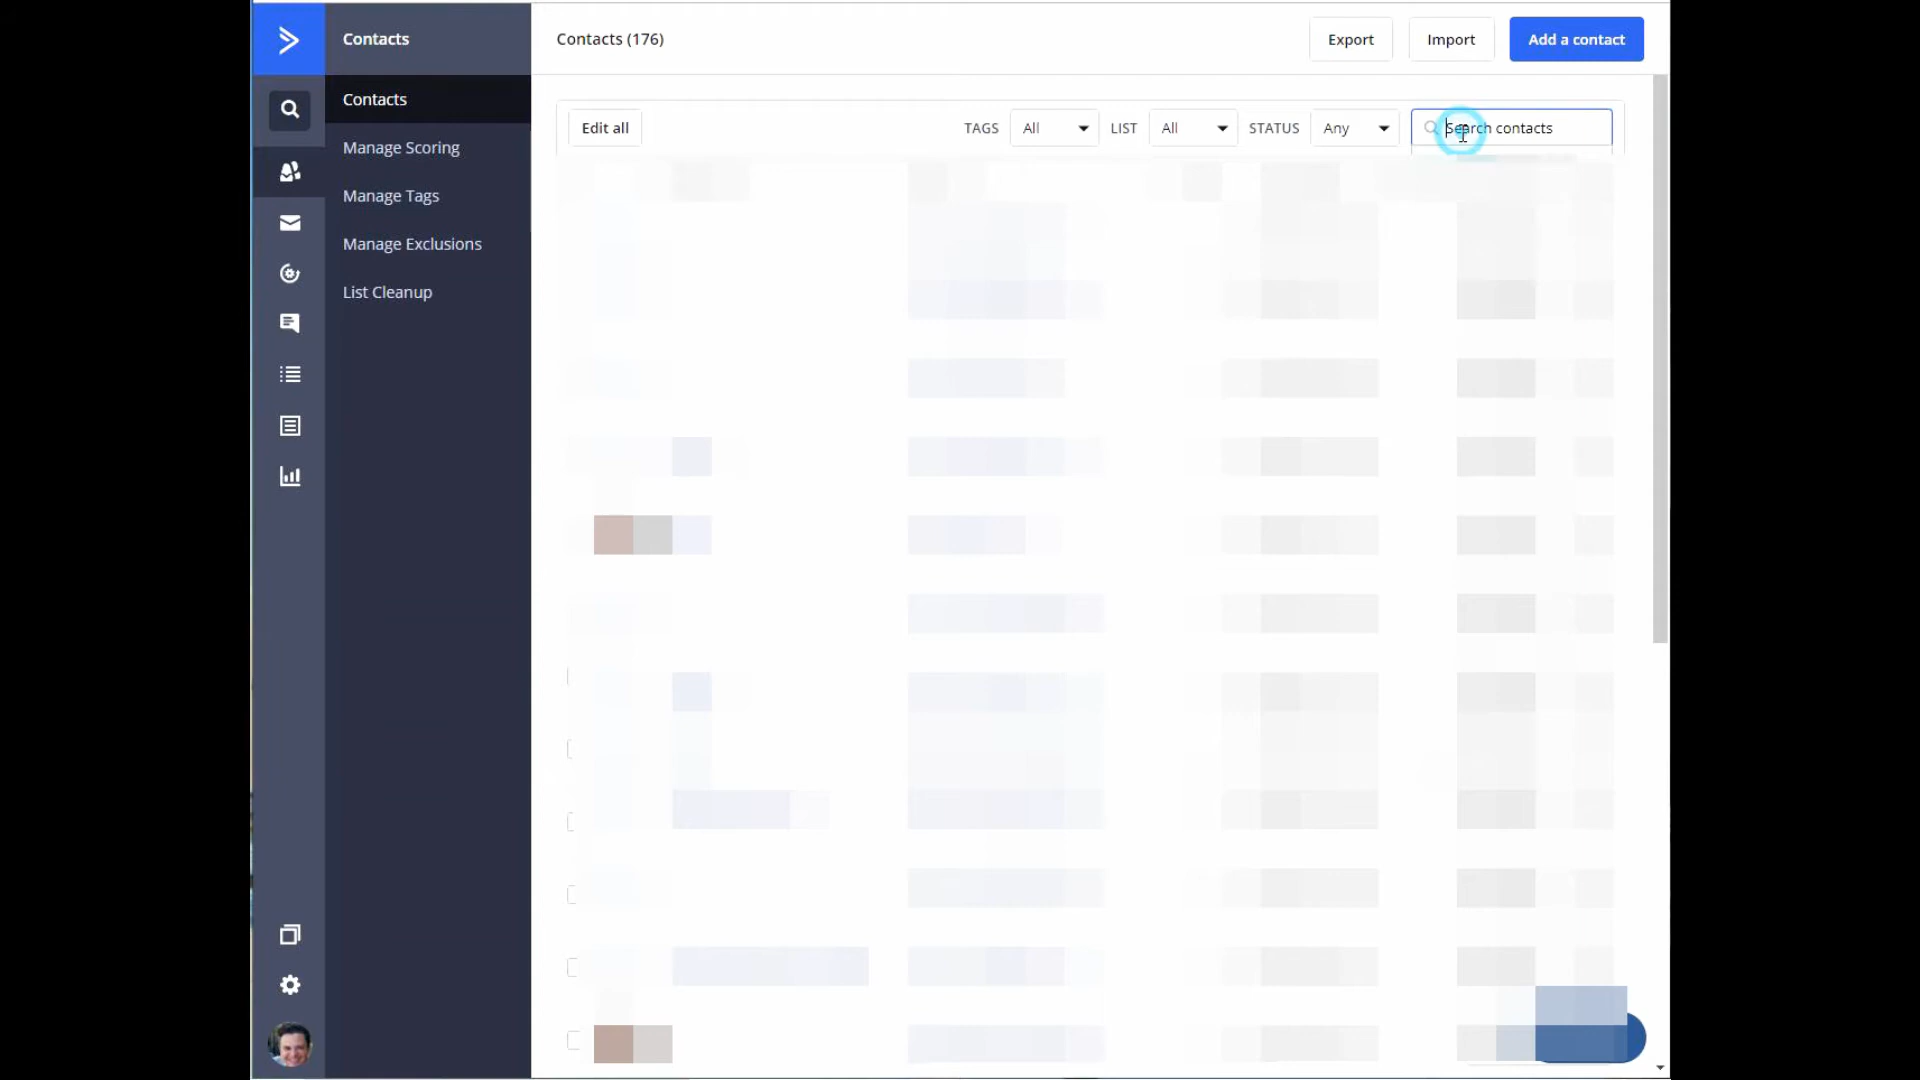 Contacts
Contacts (176)
Export
Import
Add a contact
Contacts
Manage Scoring
Manage Tags
Manage Exclusions
List Cleanup
Edit all
TAGS All LIST All STATUS Any
Search contacts